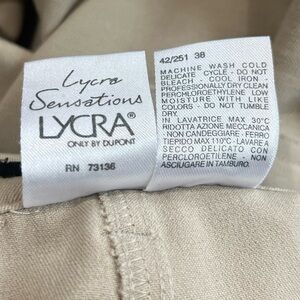 Lycra
Sensations
LYCRA®
ONLY BY DUPONT
RN 73136
42/251 38
MACHINE WASH COLD
DELICATE CYCLE - DO NOT
BLEACH - COOL IRON -
PROFESSIONALLY DRY CLEAN
PERCHLOROETHYLENE LOW
MOISTURE WITH LIKE
COLORS - DO NOT TUMBLE
DRY.
IN LAVATRICE MAX 30°C
RIDOTTA AZIONE MECCANICA
- NON CANDEGGIARE - FERRO
TIEPIDO MAX 110°C - LAVARE A
SECCO DELICATO CON
PERCLOROETILENE - NON
ASCIUGARE IN TAMBURO.